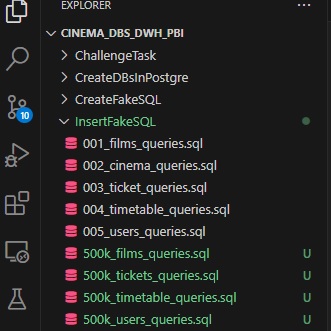 EXPLORER
CINEMA_DBS_DWH_PBI
ChallengeTask
CreateDBsInPostgre
CreateFakeSQL
InsertFakeSQL
10
001_films_queries.sql
002_cinema_queries.sql
003_ticket_queries.sql
004_timetable_queries.sql
005_users_queries.sql
500k_films_queries.sql U
500k_tickets_queries.sql U
500k_timetable_queries.sql U
500k_users_queries.sql U